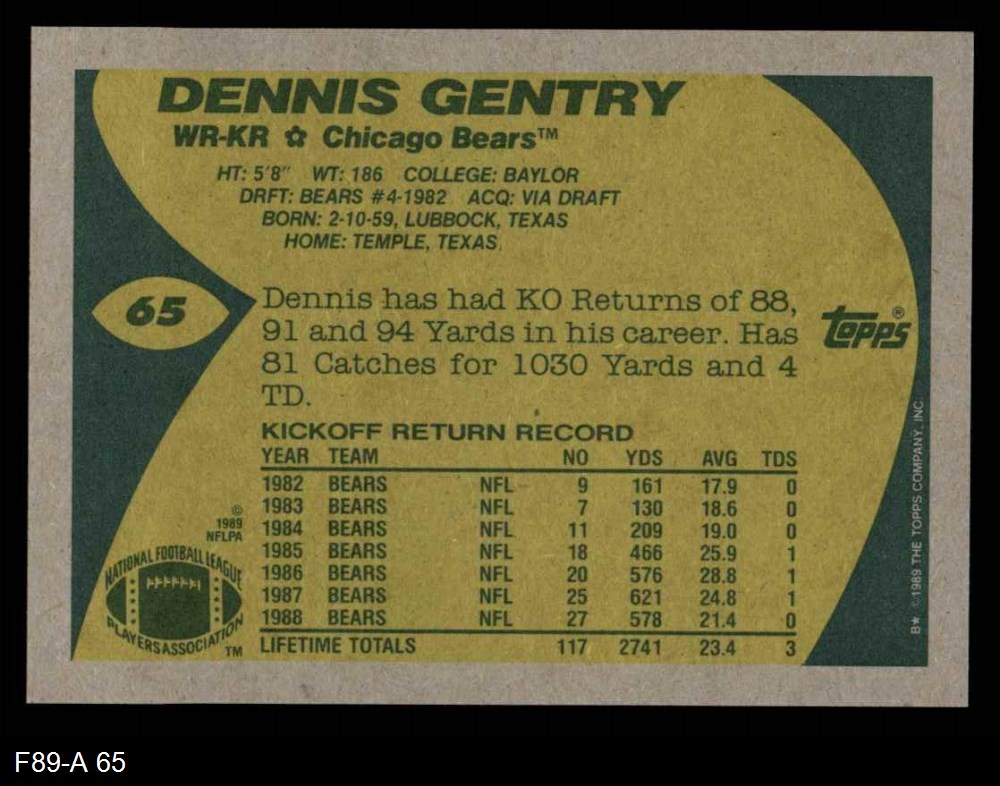 DENNIS GENTRY
WR-KR ✿ Chicago Bears™
HT: 5'8" WT: 186 COLLEGE: BAYLOR
DRFT: BEARS #4-1982 ACQ: VIA DRAFT
BORN: 2-10-59, LUBBOCK, TEXAS
HOME: TEMPLE, TEXAS
65
Dennis has had KO Returns of 88,
91 and 94 Yards in his career. Has
81 Catches for 1030 Yards and 4
TD.
topps®
KICKOFF RETURN RECORD
YEAR TEAM NO YDS AVG TDS
1982 BEARS NFL 9 161 17.9 0
1983 BEARS NFL 7 130 18.6 0
1984 BEARS NFL 11 209 19.0 0
1985 BEARS NFL 18 466 25.9 1
1986 BEARS NFL 20 576 28.8 1
1987 BEARS NFL 25 621 24.8 1
1988 BEARS NFL 27 578 21.4 0
LIFETIME TOTALS 117 2741 23.4 3
©
1989
NFLPA
NATIONAL FOOTBALL LEAGUE
PLAYERS ASSOCIATION
TM
B★ ©1989 THE TOPPS COMPANY, INC.
F89-A 65